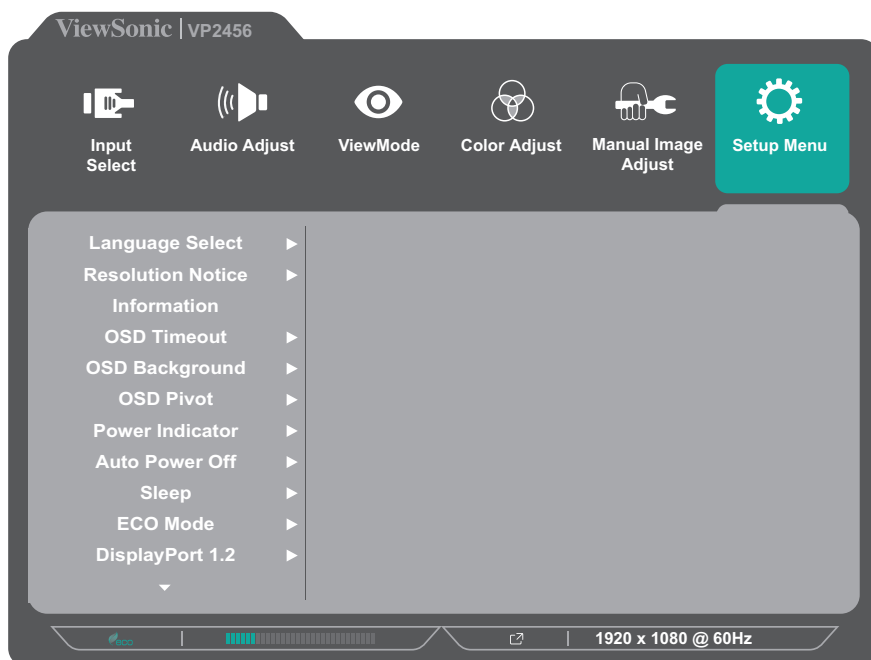 ViewSonic | VP2456
Input
Select
Audio Adjust
ViewMode
Color Adjust
Manual Image
Adjust
Setup Menu
Language Select
Resolution Notice
Information
OSD Timeout
OSD Background
OSD Pivot
Power Indicator
Auto Power Off
Sleep
ECO Mode
DisplayPort 1.2
eco
1920 x 1080 @ 60Hz